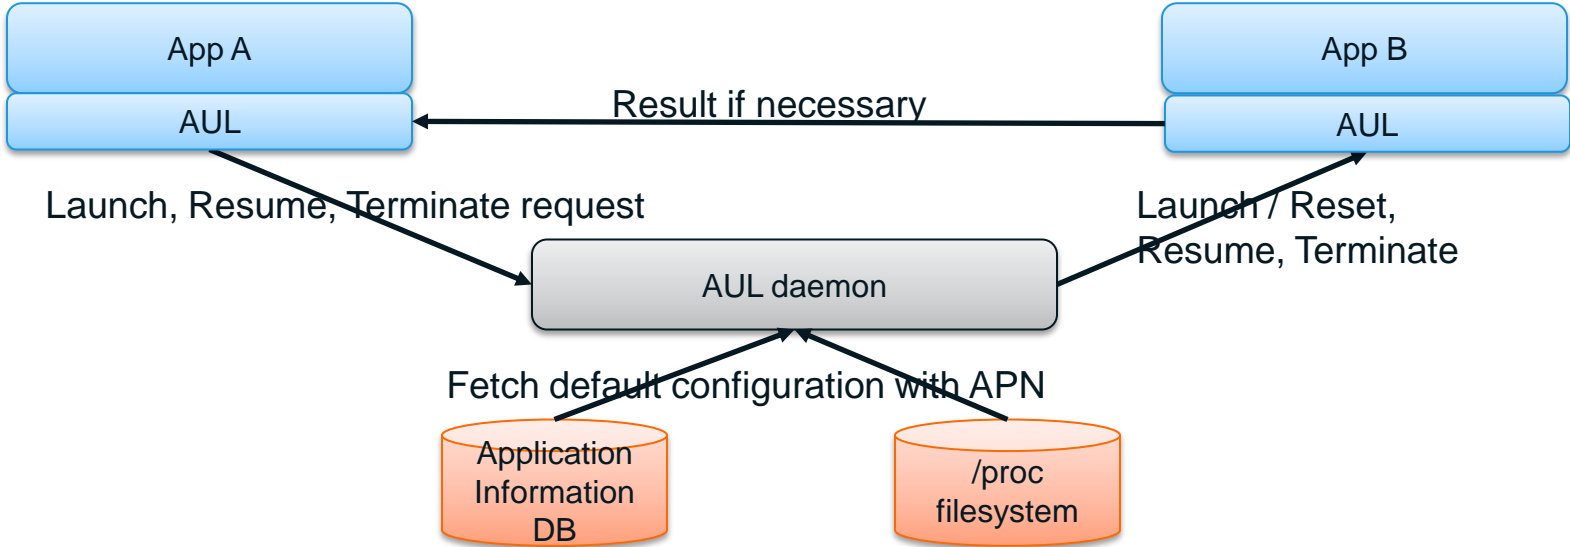 App A
App B
Result if necessary
AUL
AUL
Launch, Resume, Terminate request
Launch / Reset,
Resume, Terminate
AUL daemon
Fetch default configuration with APN
Application
Information
DB
/proc
filesystem